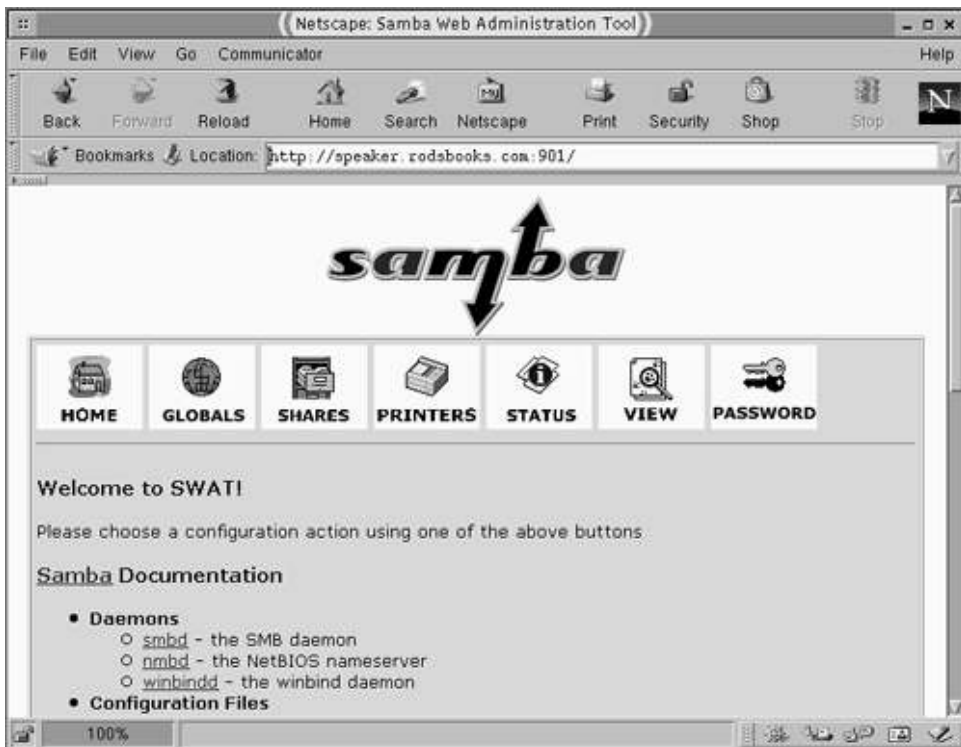 Netscape: Samba Web Administration Tool
File Edit View Go Communicator Help
Back Forward Reload Home Search Netscape Print Security Shop Stop
My
N
Bookmarks Location: http://speaker.rodsbooks.com:901/
samba
HOME GLOBALS SHARES PRINTERS STATUS VIEW PASSWORD
Welcome to SWAT!
Please choose a configuration action using one of the above buttons
Samba Documentation
Daemons
smbd - the SMB daemon
nmbd - the NetBIOS nameserver
winbindd - the winbind daemon
Configuration Files
100%